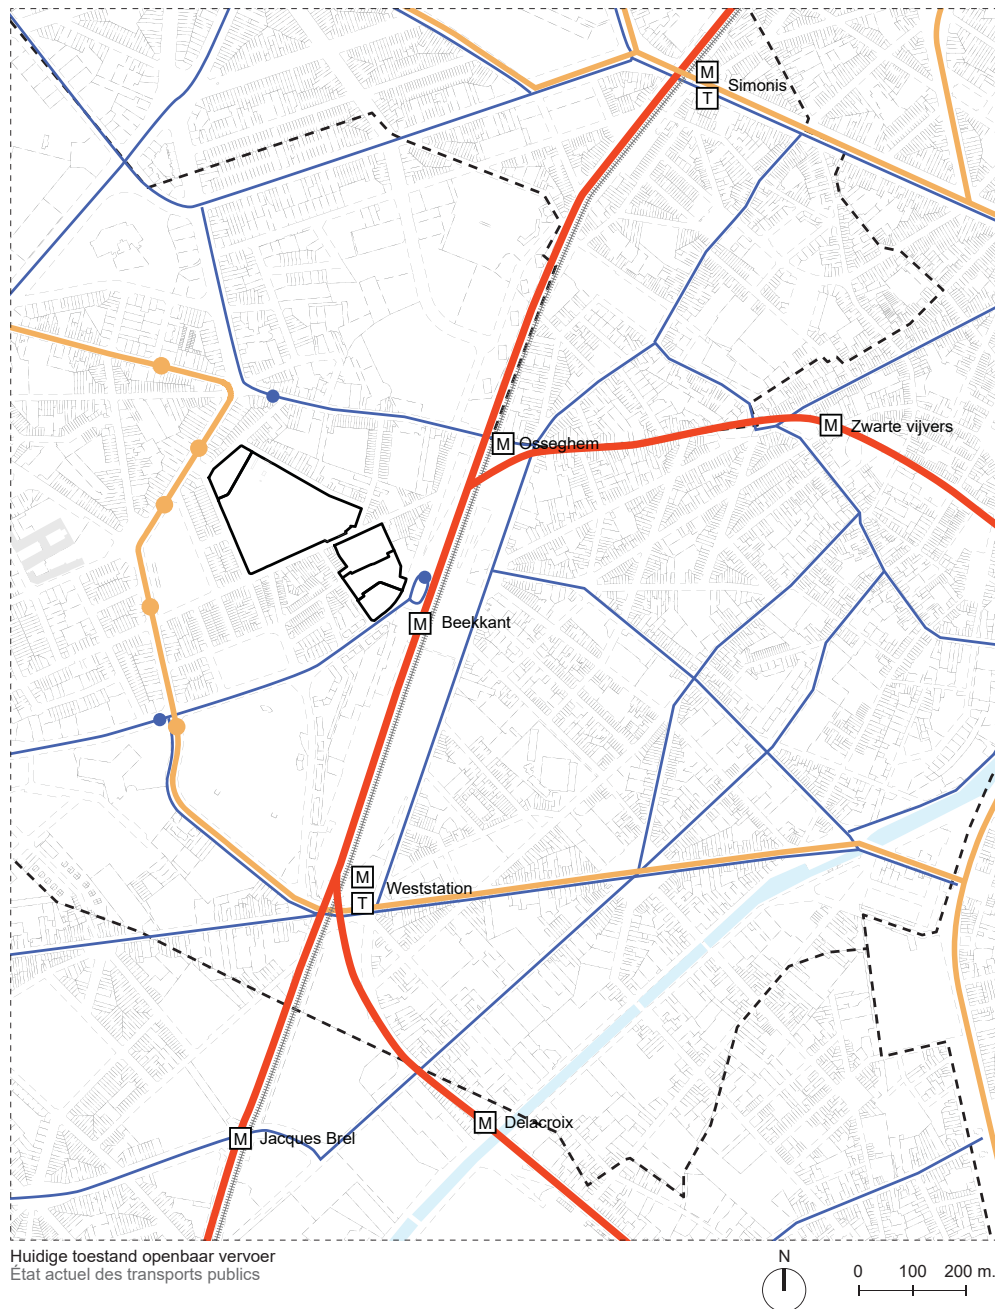 M
Simonis
T
M
Osseghem
M
Zwarte vijvers
M
Beekkant
M
Weststation
T
M
Delacroix
M
Jacques Brel
Huidige toestand openbaar vervoer
État actuel des transports publics
N
0 100 200 m.